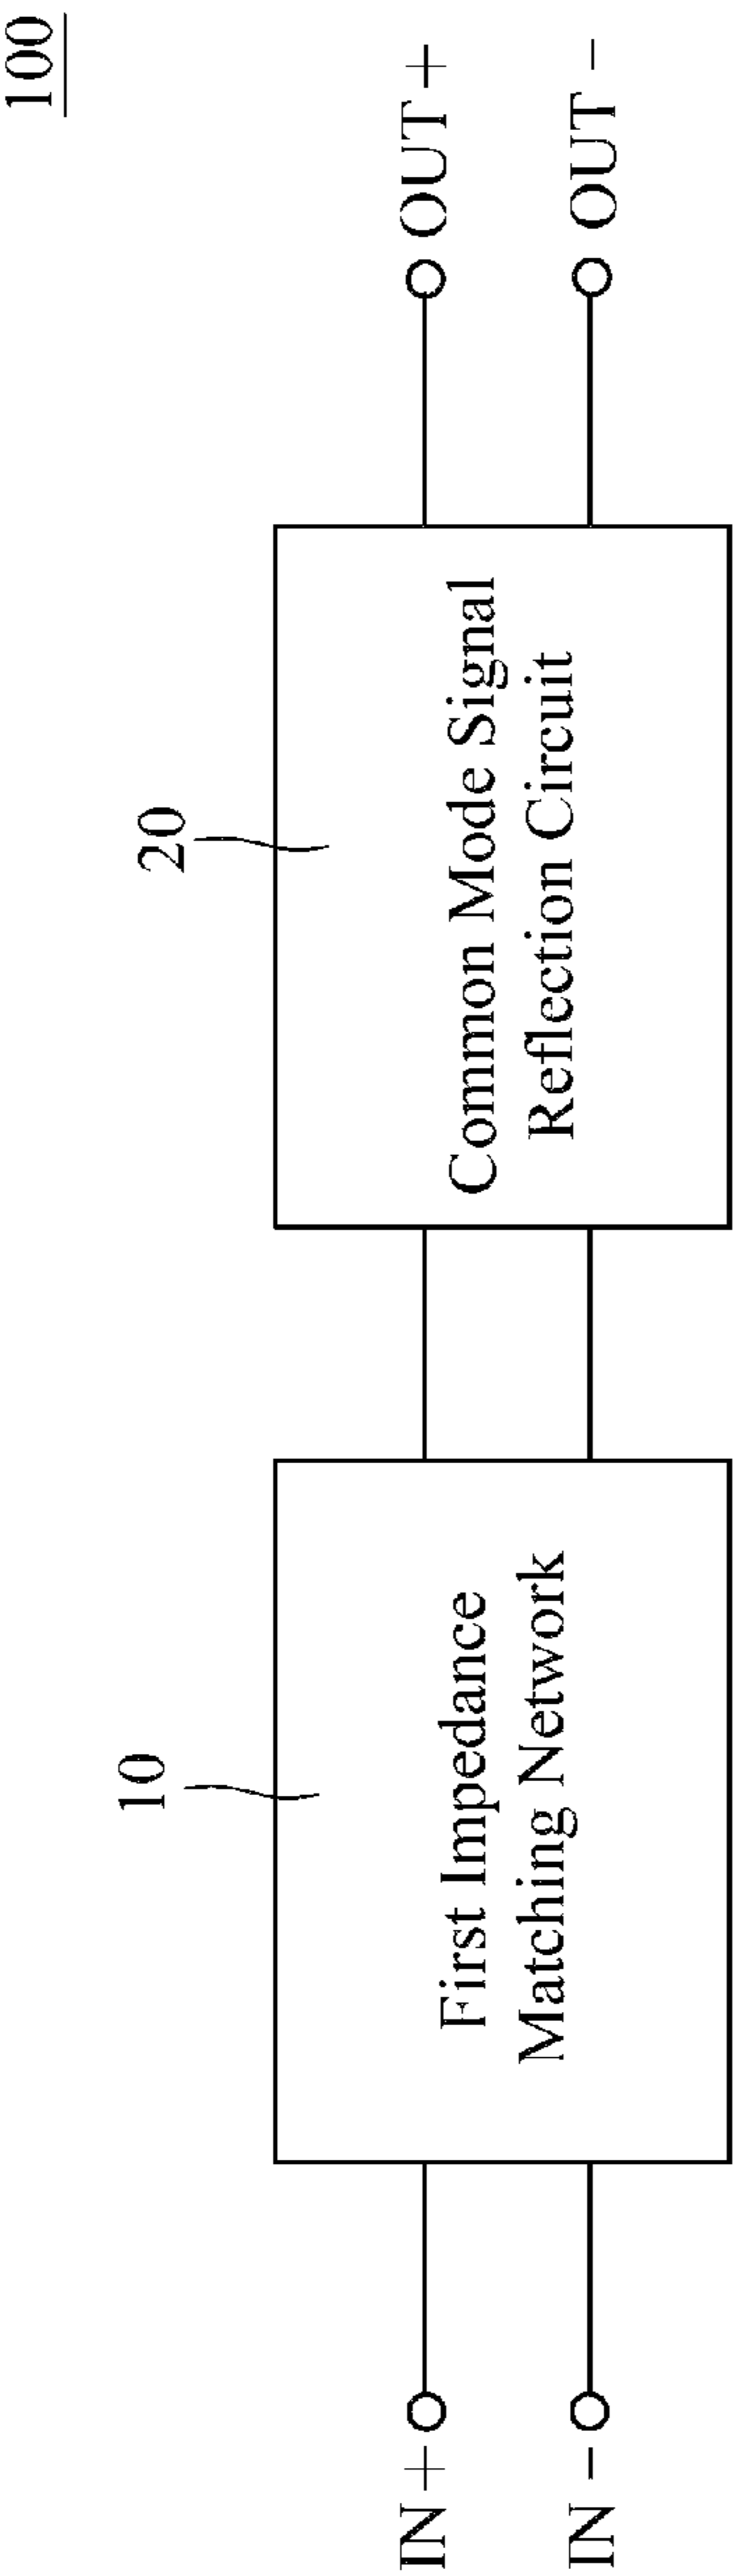 100
10
20
IN+
First Impedance
Matching Network
Common Mode Signal
Reflection Circuit
OUT+
IN-
OUT-